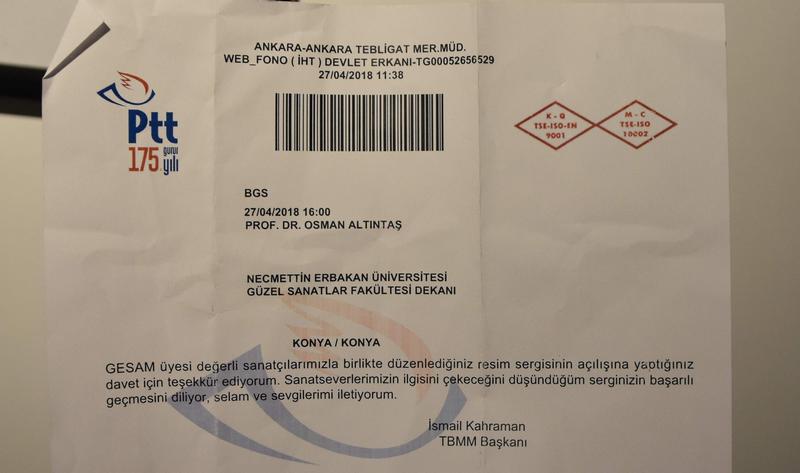 ANKARA-ANKARA TEBLİGAT MER.MÜD.
WEB_FONO ( İHT ) DEVLET ERKANI-TG00052656529
27/04/2018 11:38
Ptt
175 gurur yılı
K - Q
TSE-ISO-EN
9001
M - C
TSE-ISO
10002
BGS
27/04/2018 16:00
PROF. DR. OSMAN ALTINTAŞ
NECMETTİN ERBAKAN ÜNİVERSİTESİ
GÜZEL SANATLAR FAKÜLTESİ DEKANI
KONYA / KONYA
GESAM üyesi değerli sanatçılarımızla birlikte düzenlediğiniz resim sergisinin açılışına yaptığınız
davet için teşekkür ediyorum. Sanatseverlerimizin ilgisini çekeceğini düşündüğüm serginizin başarılı
geçmesini diliyor, selam ve sevgilerimi iletiyorum.
İsmail Kahraman
TBMM Başkanı